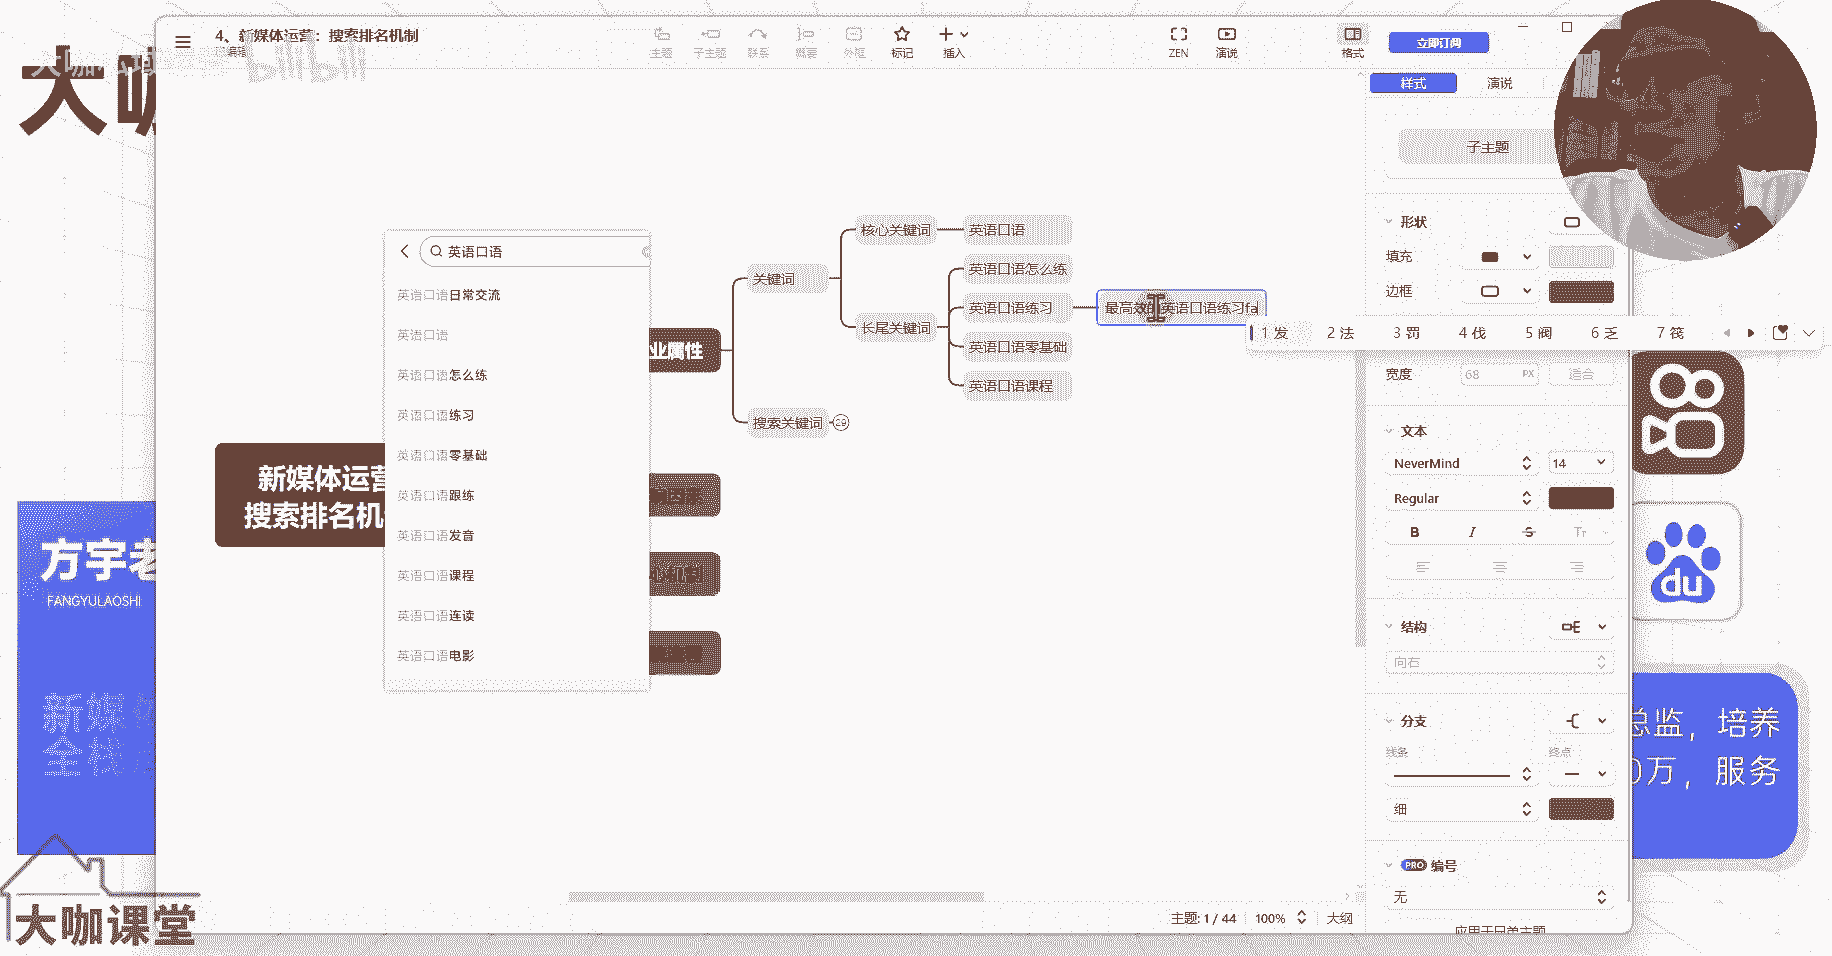 4、新媒体运营：搜索排名机制
主题
子主题
联系
概要
外框
标记
插入
ZEN
演说
格式
立即订阅
大咖
bilibili
样式
演说
子主题
形状
填充
边框
宽度
68
PX
适合
文本
NeverMind
14
Regular
B
I
S
Tr
结构
向右
分支
线条
终点
细
PRO
编号
无
应用于只单主题
英语口语
英语口语日常交流
英语口语
英语口语怎么练
英语口语练习
英语口语零基础
英语口语跟练
英语口语发音
英语口语课程
英语口语连读
英语口语电影
新媒体运营
搜索排名机
业属性
关键词
核心关键词
英语口语
长尾关键词
英语口语怎么练
英语口语练习
英语口语零基础
英语口语课程
最高效的英语口语练习fa
1 发
2 法
3 罚
4 伐
5 阀
6 乏
7 筏
搜索关键词
29
方宇老
FANGYULAOSHI
新媒体
全栈
大咖课堂
du
总监，培养
0万，服务
主题: 1 / 44
100%
大纲